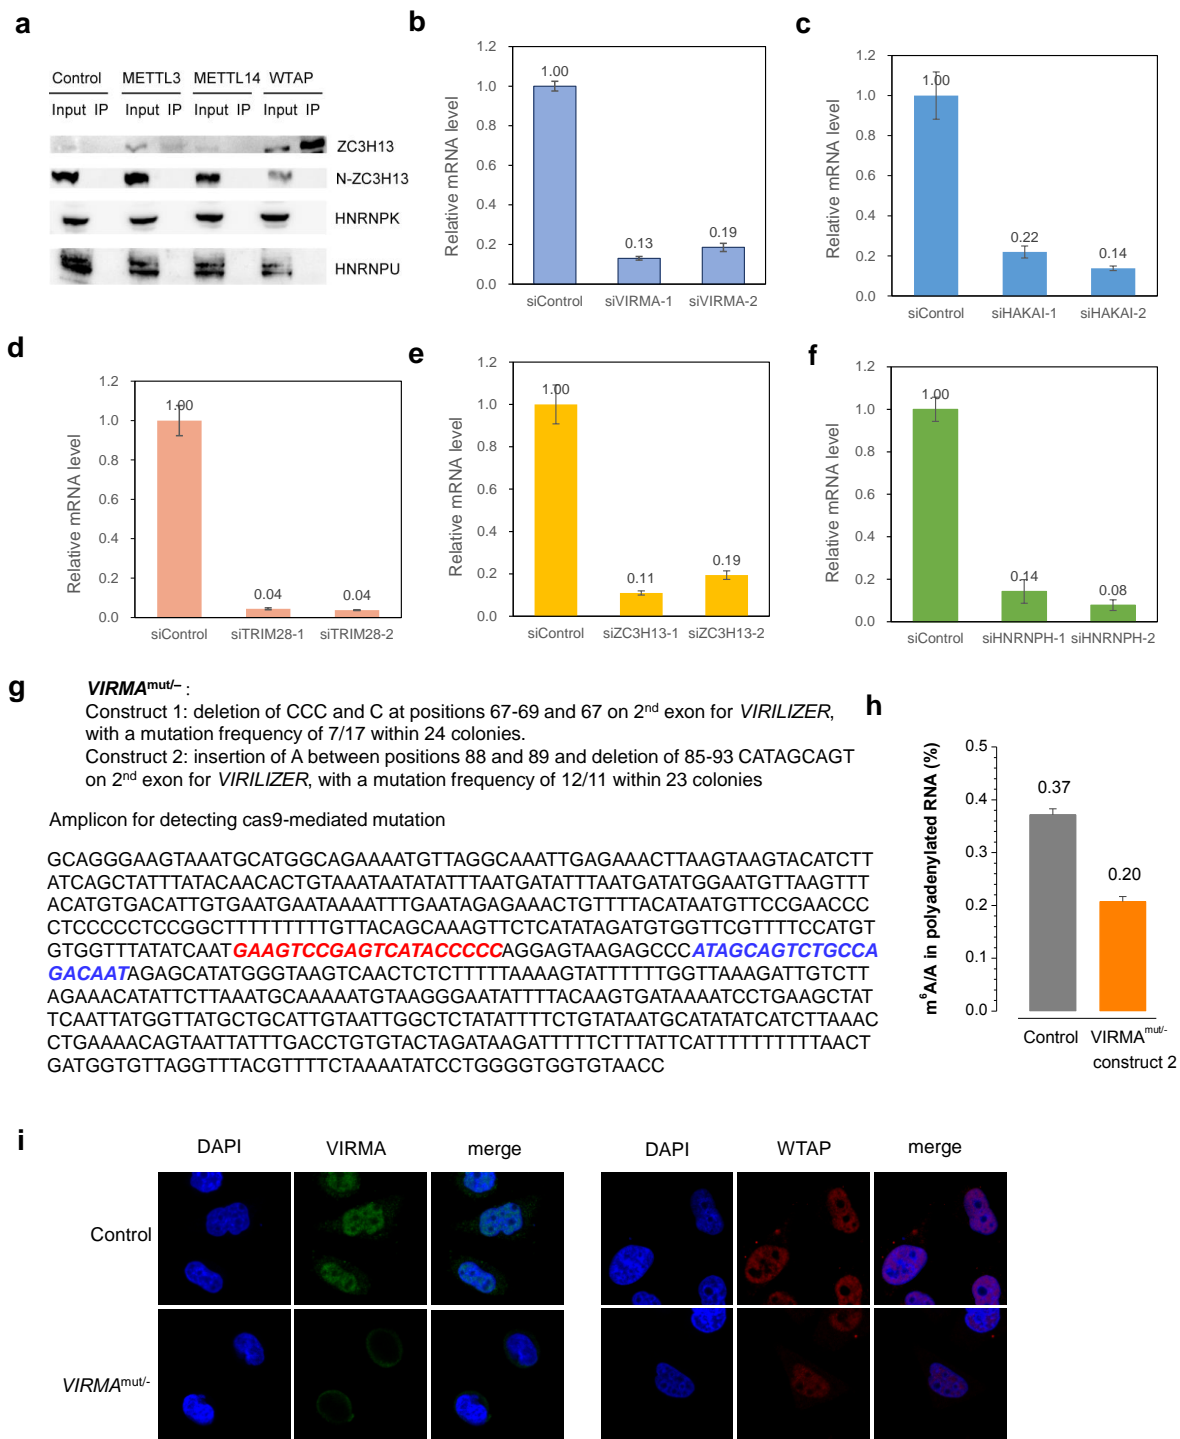 a
Control METTL3 METTL14 WTAP
Input IP Input IP Input IP Input IP
ZC3H13
N-ZC3H13
HNRNPK
HNRNPU
b
Relative mRNA level
1.2
1.0
0.8
0.6
0.4
0.2
0.0
1.00
0.13
0.19
siControl siVIRMA-1 siVIRMA-2
c
Relative mRNA level
1.2
1.0
0.8
0.6
0.4
0.2
0.0
1.00
0.22
0.14
siControl siHAKAI-1 siHAKAI-2
d
Relative mRNA level
1.2
1.0
0.8
0.6
0.4
0.2
0.0
1.00
0.04
0.04
siControl siTRIM28-1 siTRIM28-2
e
Relative mRNA level
1.2
1.0
0.8
0.6
0.4
0.2
0.0
1.00
0.11
0.19
siControl siZC3H13-1 siZC3H13-2
f
Relative mRNA level
1.2
1.0
0.8
0.6
0.4
0.2
0.0
1.00
0.14
0.08
siControl siHNRNPH-1 siHNRNPH-2
g
VIRMAmut/– :
Construct 1: deletion of CCC and C at positions 67-69 and 67 on 2nd exon for VIRILIZER,
with a mutation frequency of 7/17 within 24 colonies.
Construct 2: insertion of A between positions 88 and 89 and deletion of 85-93 CATAGCAGT
on 2nd exon for VIRILIZER, with a mutation frequency of 12/11 within 23 colonies
Amplicon for detecting cas9-mediated mutation
GCAGGGAAGTAAATGCATGGCAGAAAATGTTAGGCAAATTGAGAAACTTAAGTAAGTACATCTT
ATCAGCTATTTATACAACACTGTAAATAATATATTTAATGATATTTAATGATATGGAATGTTAAGTTT
ACATGTGACATTGTGAATGAATAAAATTTGAATAGAGAAACTGTTTTACATAATGTTCCGAACCC
CTCCCCCTCCGGCTTTTTTTTTTGTTACAGCAAAGTTCTCATATAGATGTGGTTCGTTTTCCATGT
GTGGTTTATATCAATGAAGTCCGAGTCATACCCCCAGGAGTAAGAGCCCATAGCAGTCTGCCA
GACAATAGAGCATATGGGTAAGTCAACTCTCTTTTTAAAAGTATTTTTTGGTTAAAGATTGTCTT
AGAAACATATTCTTAAATGCAAAAATGTAAGGGAATATTTTACAAGTGATAAAATCCTGAAGCTAT
TCAATTATGGTTATGCTGCATTGTAATTGGCTCTATATTTTCTGTATAATGCATATATCATCTTAAAC
CTGAAAACAGTAATTATTTGACCTGTGTACTAGATAAGATTTTTCTTTATTCATTTTTTTTTTAACT
GATGGTGTTAGGTTTACGTTTTCTAAAATATCCTGGGGTGGTGTAACC
h
m6A/A in polyadenylated RNA (%)
0.5
0.4
0.3
0.2
0.1
0.0
0.37
0.20
Control VIRMAmut/-
construct 2
i
DAPI VIRMA merge DAPI WTAP merge
Control
VIRMAmut/-